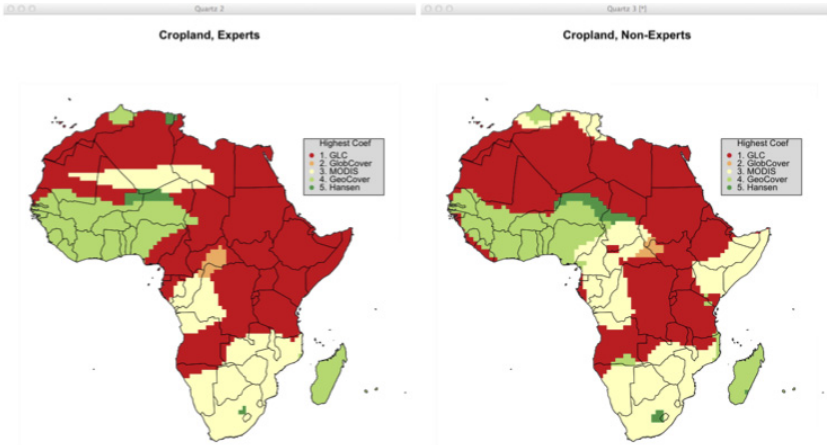 Quartz 2
Cropland, Experts
Highest Coef
1. GLC
2. GlobCover
3. MODIS
4. GeoCover
5. Hansen
Quartz 3 [*]
Cropland, Non-Experts
Highest Coef
1. GLC
2. GlobCover
3. MODIS
4. GeoCover
5. Hansen